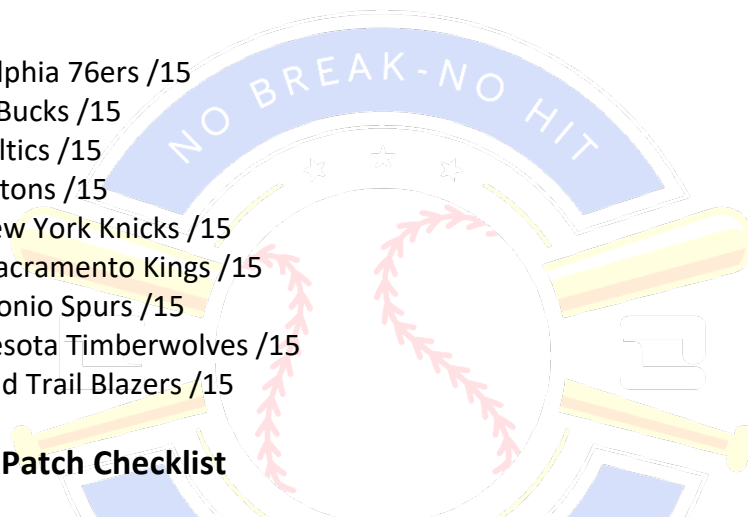 lphia 76ers /15
Bucks /15
ltics /15
tons /15
ew York Knicks /15
acramento Kings /15
onio Spurs /15
esota Timberwolves /15
d Trail Blazers /15
Patch Checklist
NO BREAK-NO HIT